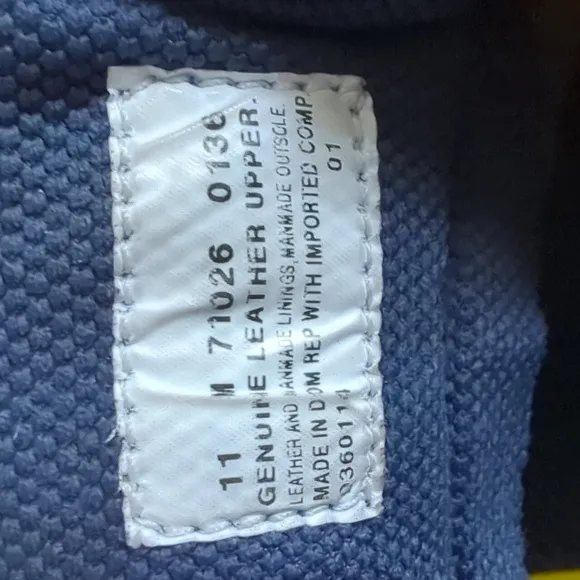 11 M 71026 0136
GENUINE LEATHER UPPER.
LEATHER AND MANMADE LININGS,MANMADE OUTSOLE.
MADE IN DOM REP WITH IMPORTED COMP
0360114 01